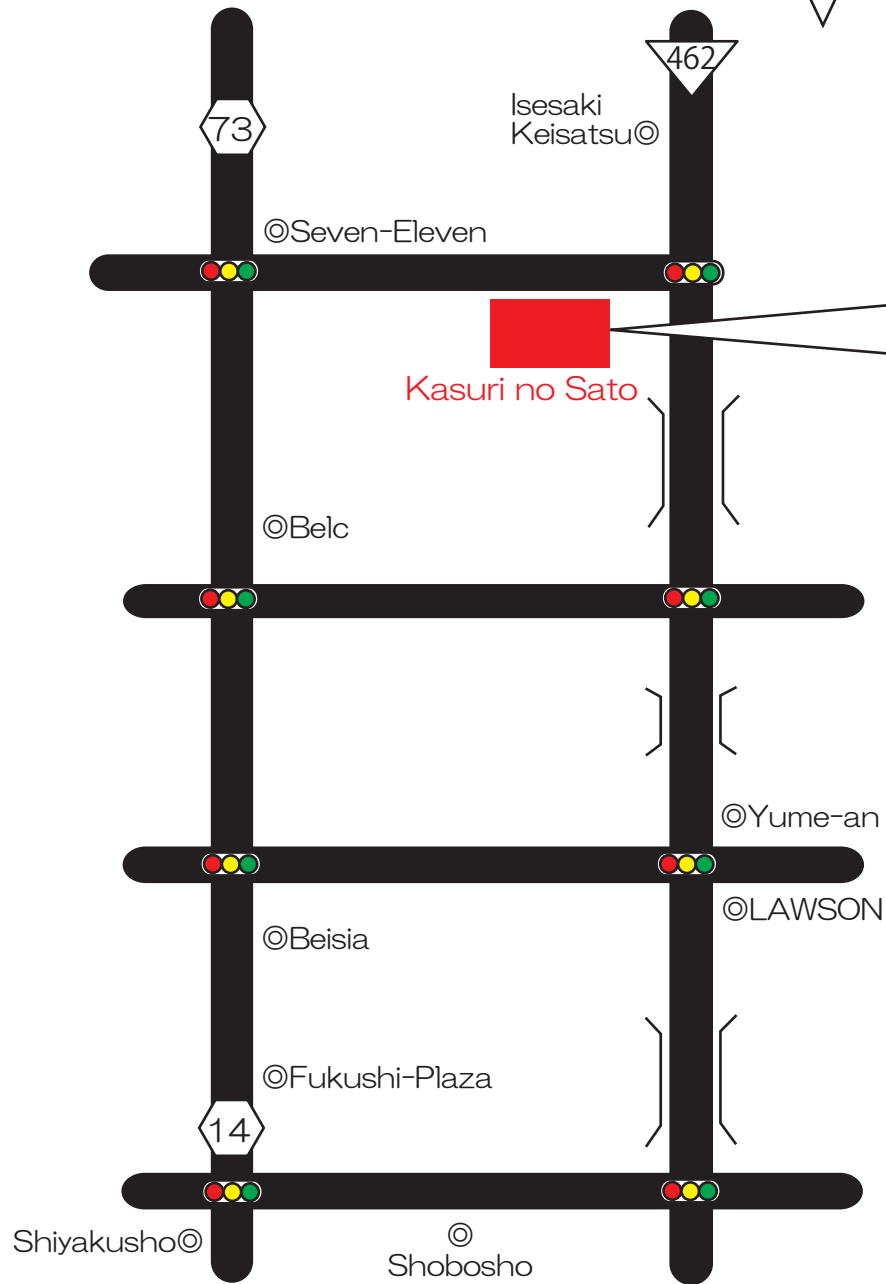 462
Isesaki
Keisatsu◎
73
◎Seven-Eleven
Kasuri no Sato
◎Belc
◎Yume-an
◎LAWSON
◎Beisia
◎Fukushi-Plaza
14
Shiyakusho◎
◎
Shobosho